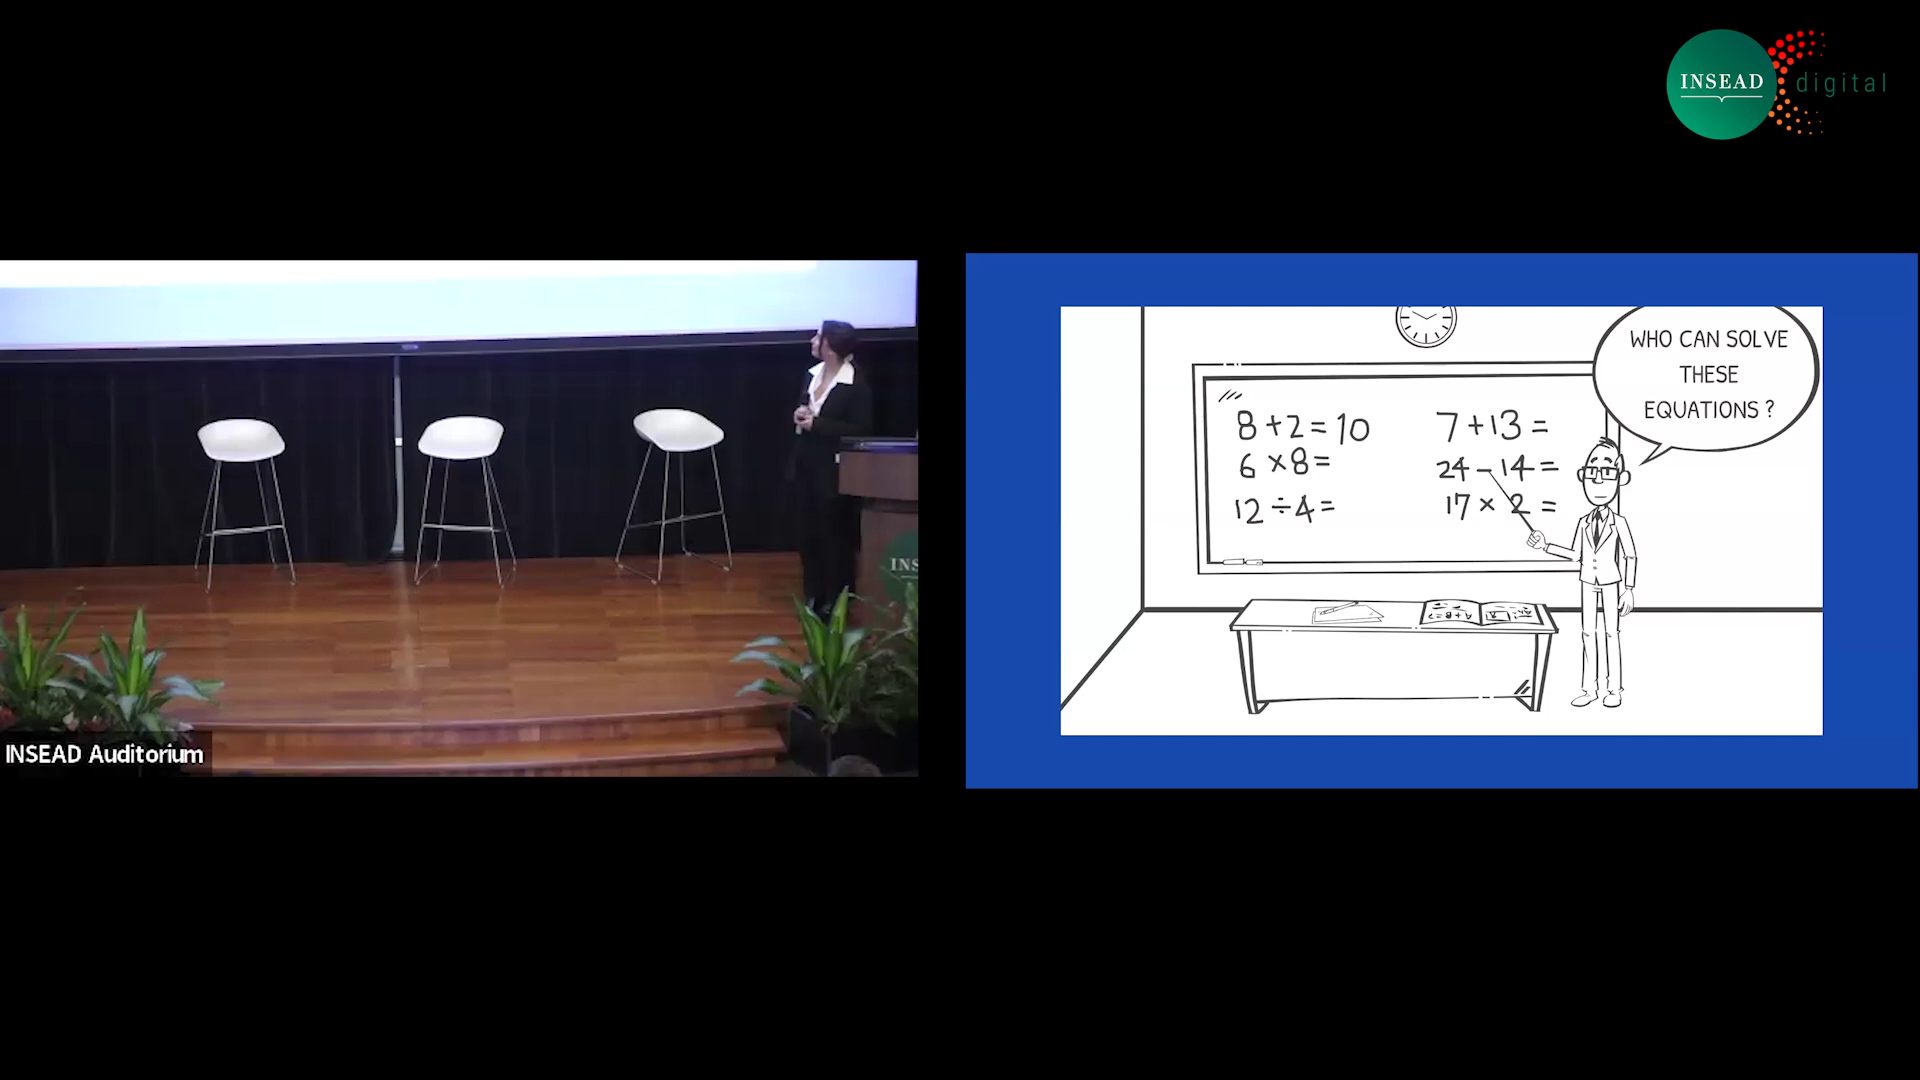 INSEAD digital
WHO CAN SOLVE
THESE
EQUATIONS ?
8+2=10
6×8=
12÷4=
7+13=
24-14=
17×2=
INS
INSEAD Auditorium